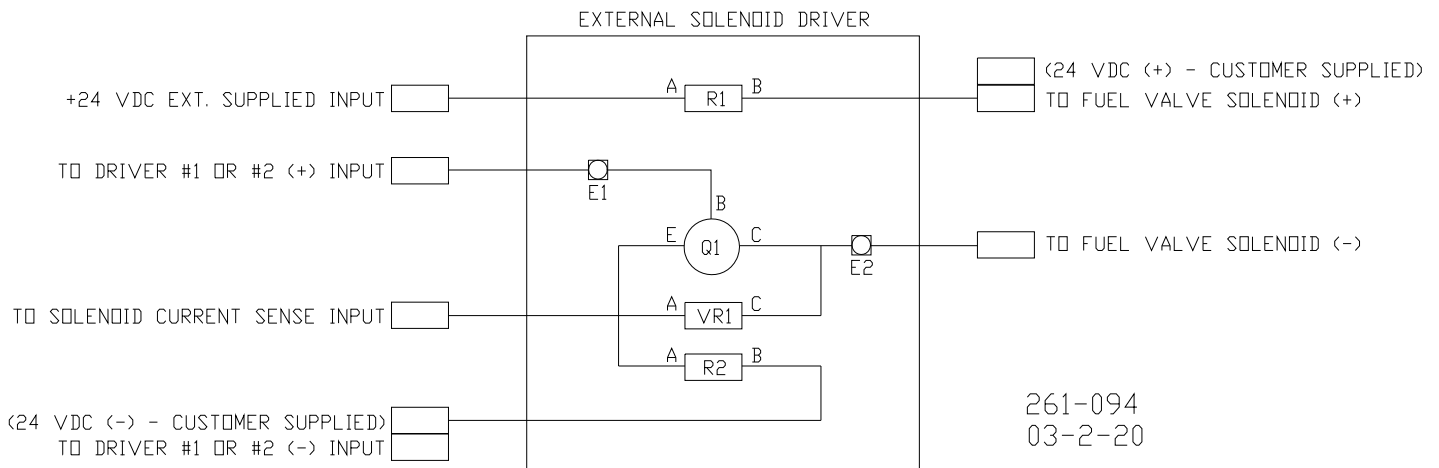 EXTERNAL SOLENOID DRIVER
(24 VDC (+) - CUSTOMER SUPPLIED)
+24 VDC EXT. SUPPLIED INPUT
A
R1
B
TO FUEL VALVE SOLENOID (+)
TO DRIVER #1 OR #2 (+) INPUT
E1
B
E
Q1
C
E2
TO FUEL VALVE SOLENOID (-)
TO SOLENOID CURRENT SENSE INPUT
A
VR1
C
A
R2
B
(24 VDC (-) - CUSTOMER SUPPLIED)
TO DRIVER #1 OR #2 (-) INPUT
261-094
03-2-20